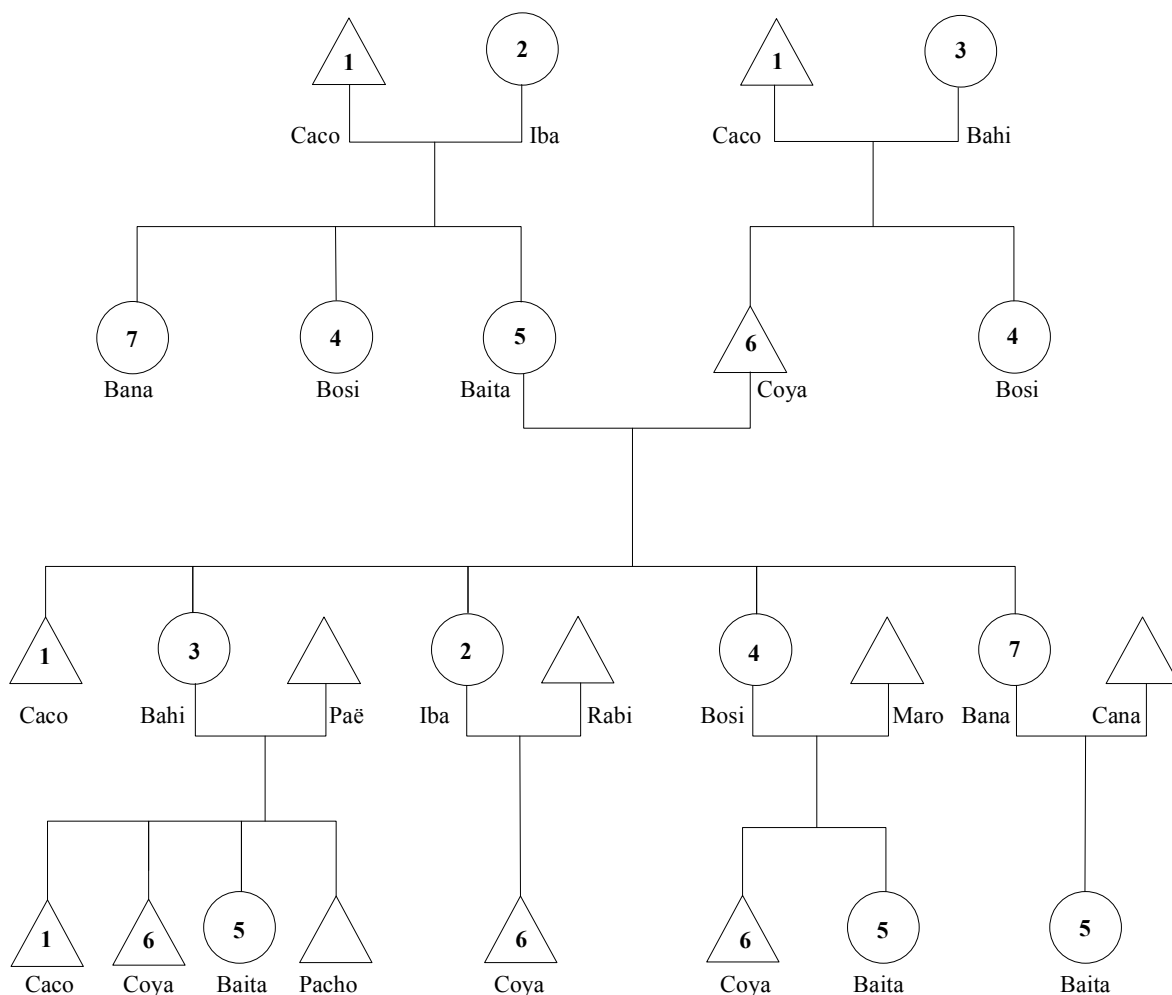 1 2 1 3
Caco Iba Caco Bahi
7 4 5 6 4
Bana Bosi Baita Coya Bosi
1 3 2 4 7
Caco Bahi Paë Iba Rabi Bosi Maro Bana Cana
1 6 5 6 6 5 5
Caco Coya Baita Pacho Coya Coya Baita Baita